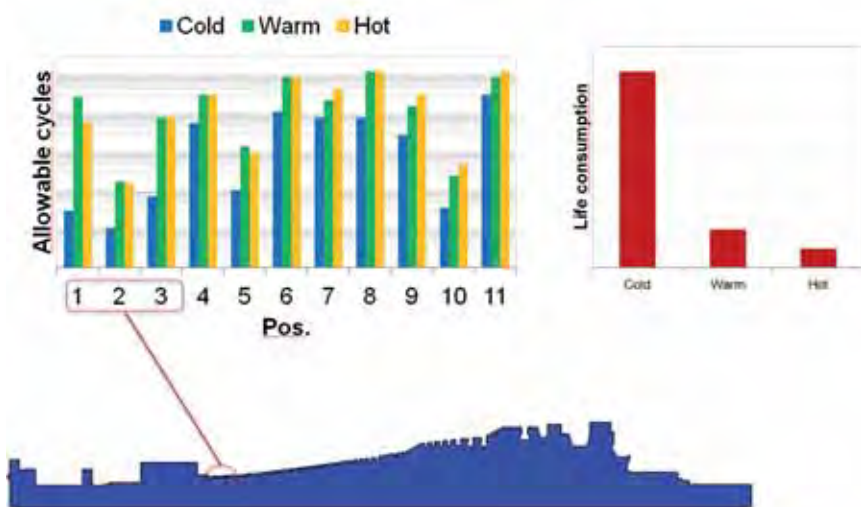 Cold Warm Hot
Allowable cycles
1 2 3 4 5 6 7 8 9 10 11
Pos.
Life consumption
Cold Warm Hot